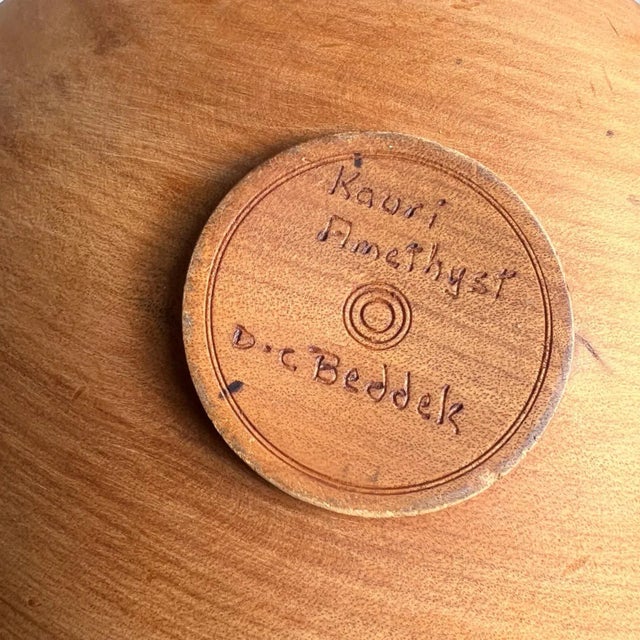 Kauri
Amethyst
D.C Beddek